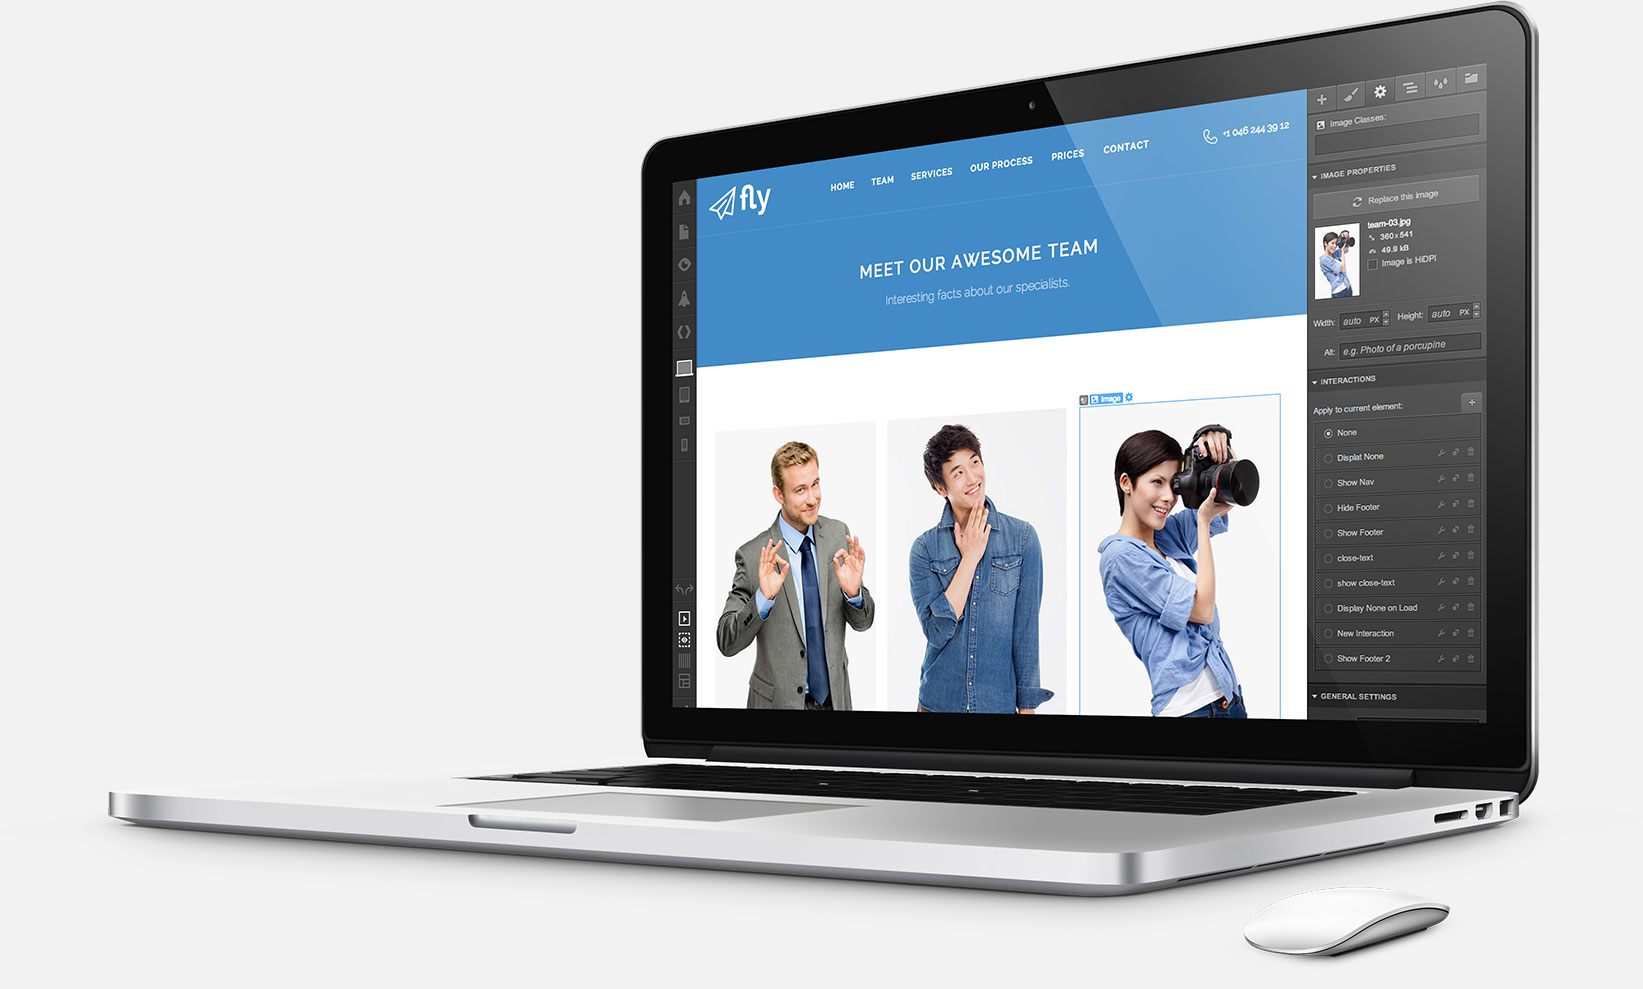 fly
HOME TEAM SERVICES OUR PROCESS PRICES CONTACT
+1 046 244 39 12
MEET OUR AWESOME TEAM
Interesting facts about our specialists.
Image
Image Classes:
IMAGE PROPERTIES
Replace this image
team-03.jpg
360 x 541
49.9 kB
Image is HiDPI
Width: auto PX Height: auto PX
Alt: e.g. Photo of a porcupine
INTERACTIONS
Apply to current element:
None
Displat None
Show Nav
Hide Footer
Show Footer
close-text
show close-text
Display None on Load
New Interaction
Show Footer 2
GENERAL SETTINGS